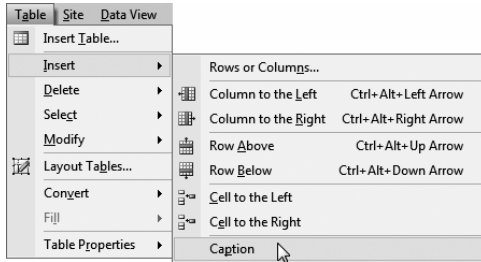 Table Site Data View
Insert Table...
Insert
Delete
Select
Modify
Layout Tables...
Convert
Fill
Table Properties
Rows or Columns...
Column to the Left Ctrl+Alt+Left Arrow
Column to the Right Ctrl+Alt+Right Arrow
Row Above Ctrl+Alt+Up Arrow
Row Below Ctrl+Alt+Down Arrow
Cell to the Left
Cell to the Right
Caption